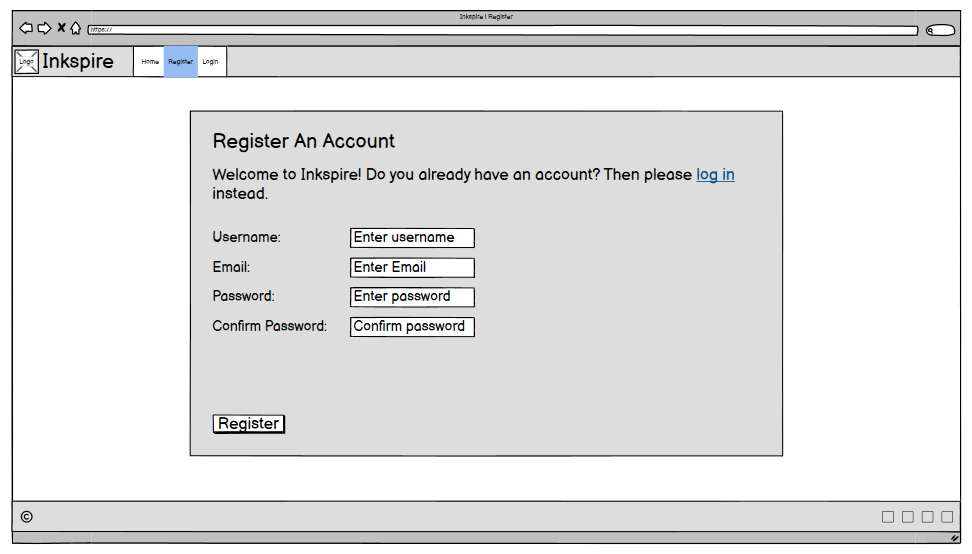 Inkspire | Register
https://
Logo
Inkspire
Home
Register
Login
Register An Account
Welcome to Inkspire! Do you already have an account? Then please log in
instead.
Username:
Enter username
Email:
Enter Email
Password:
Enter password
Confirm Password:
Confirm password
Register
©